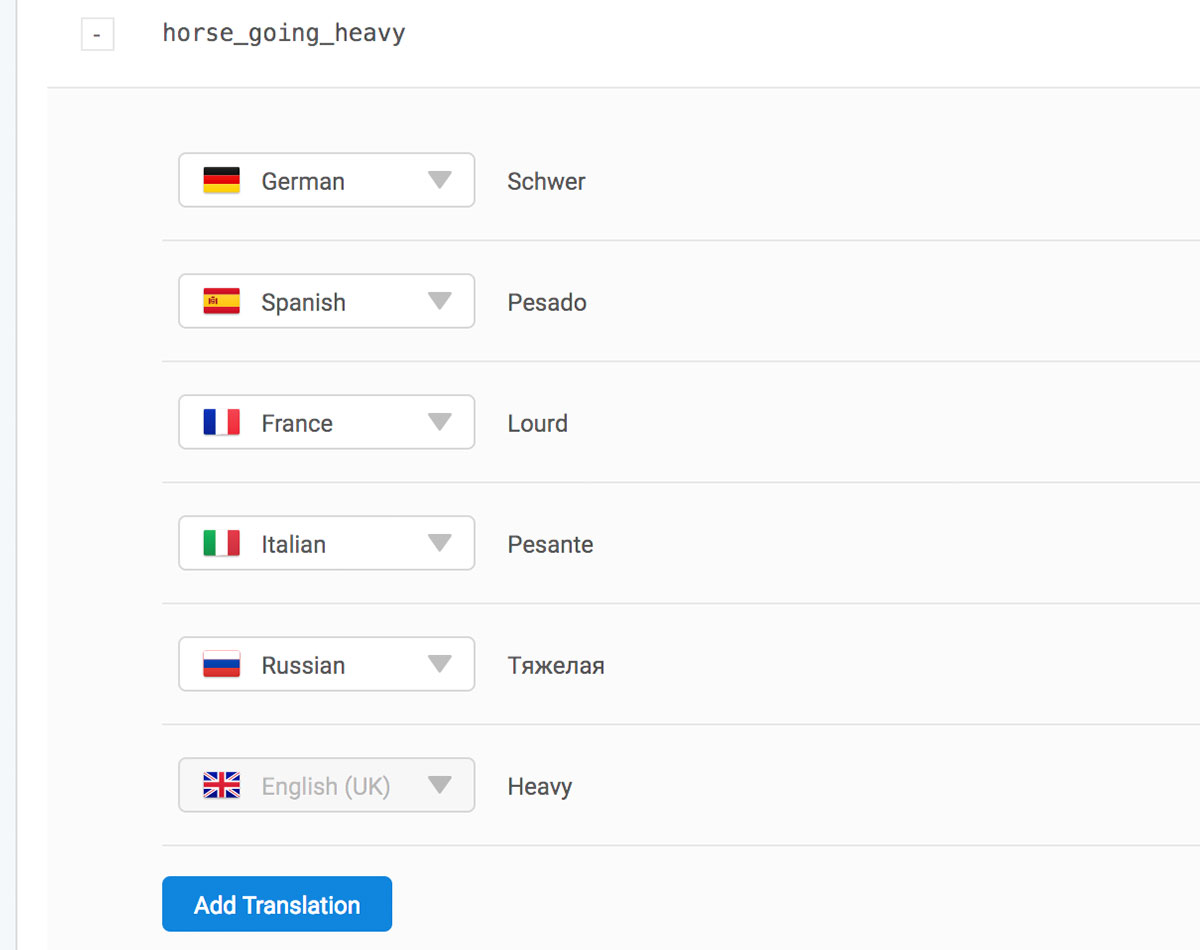 - horse_going_heavy
German Schwer
Spanish Pesado
France Lourd
Italian Pesante
Russian Тяжелая
English (UK) Heavy
Add Translation